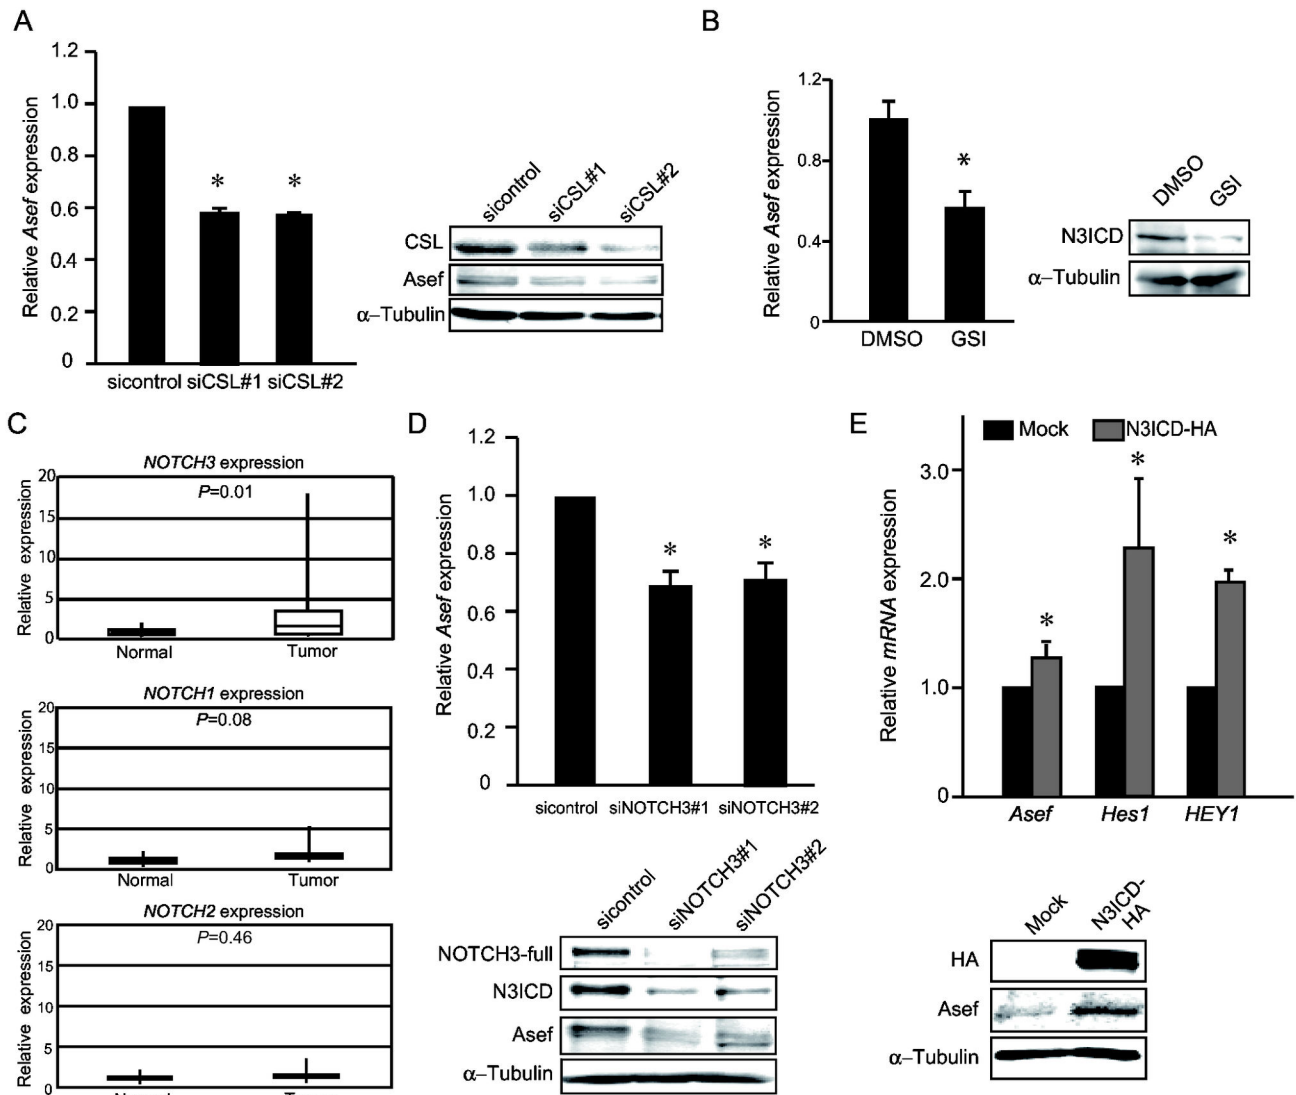 A
Relative Asef expression
1.2
1.0
0.8
0.6
0.4
0.2
0
* *
sicontrol siCSL#1 siCSL#2
sicontrol siCSL#1 siCSL#2
CSL
Asef
α–Tubulin
B
Relative Asef expression
1.2
0.8
0.4
0
*
DMSO GSI
DMSO GSI
N3ICD
α–Tubulin
C
NOTCH3 expression
P=0.01
Relative expression
20
15
10
5
0
Normal Tumor
NOTCH1 expression
P=0.08
Relative expression
20
15
10
5
0
Normal Tumor
NOTCH2 expression
P=0.46
Relative expression
20
15
10
5
0
D
Relative Asef expression
1.2
1.0
0.8
0.6
0.4
0.2
0
* *
sicontrol siNOTCH3#1 siNOTCH3#2
sicontrol siNOTCH3#1 siNOTCH3#2
NOTCH3-full
N3ICD
Asef
α–Tubulin
E
Mock N3ICD-HA
Relative mRNA expression
3.0
2.0
1.0
0
* * *
Asef Hes1 HEY1
Mock N3ICD-
HA
HA
Asef
α–Tubulin